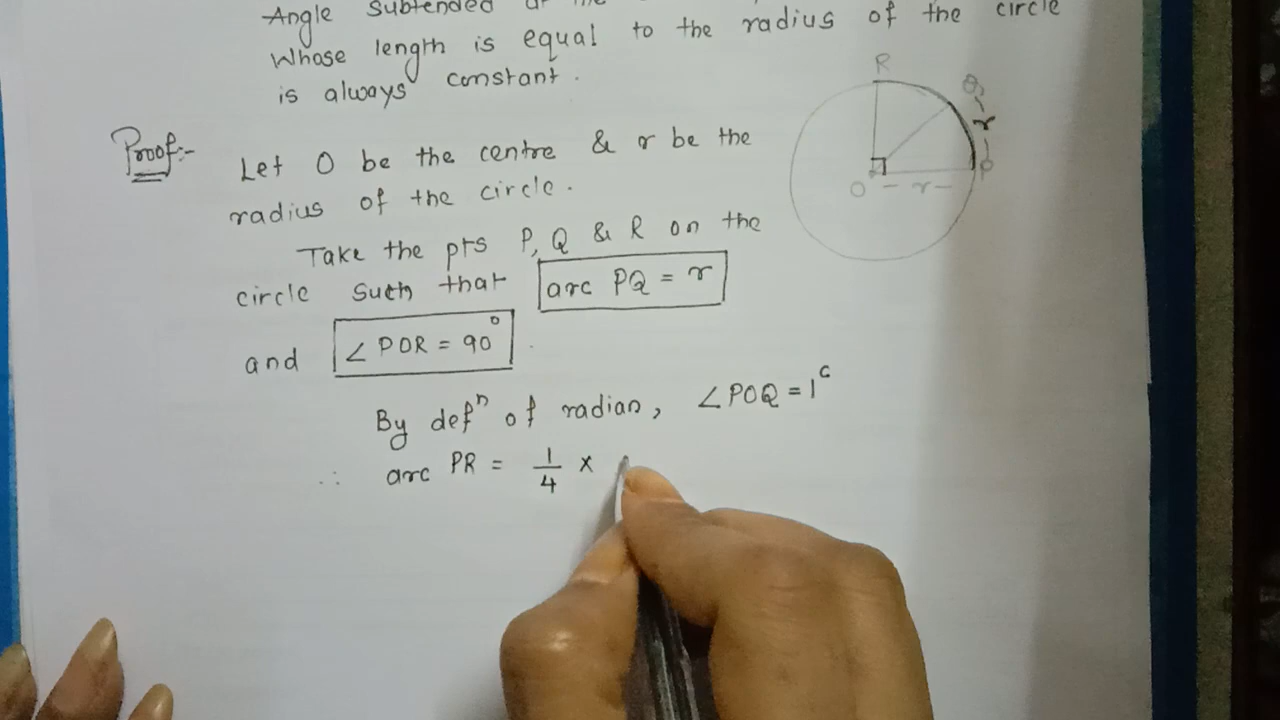 Angle subtended at the
whose length is equal to the radius of the circle
is always constant.
Proof:-
Let O be the centre & r be the
radius of the circle.
Take the pts P, Q & R on the
circle such that arc PQ = r
and ∠POR = 90°.
By defⁿ of radian, ∠POQ = 1ᶜ
∴ arc PR = 1/4 ×
R
Q
r
P
O - r -